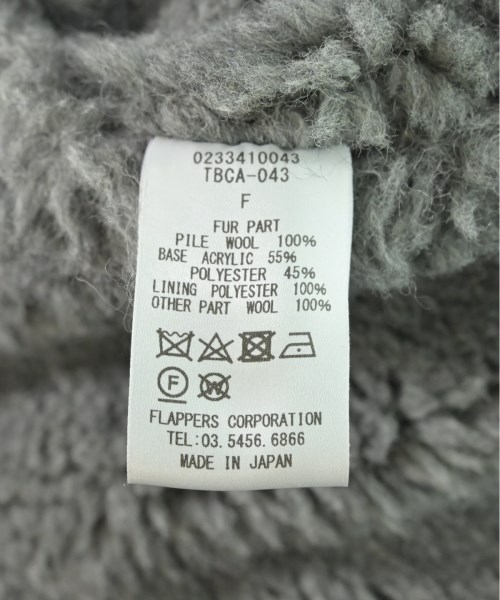 0233410043
TBCA-043
F
FUR PART
PILE WOOL 100%
BASE ACRYLIC 55%
POLYESTER 45%
LINING POLYESTER 100%
OTHER PART WOOL 100%
F W
FLAPPERS CORPORATION
TEL:03.5456.6866
MADE IN JAPAN